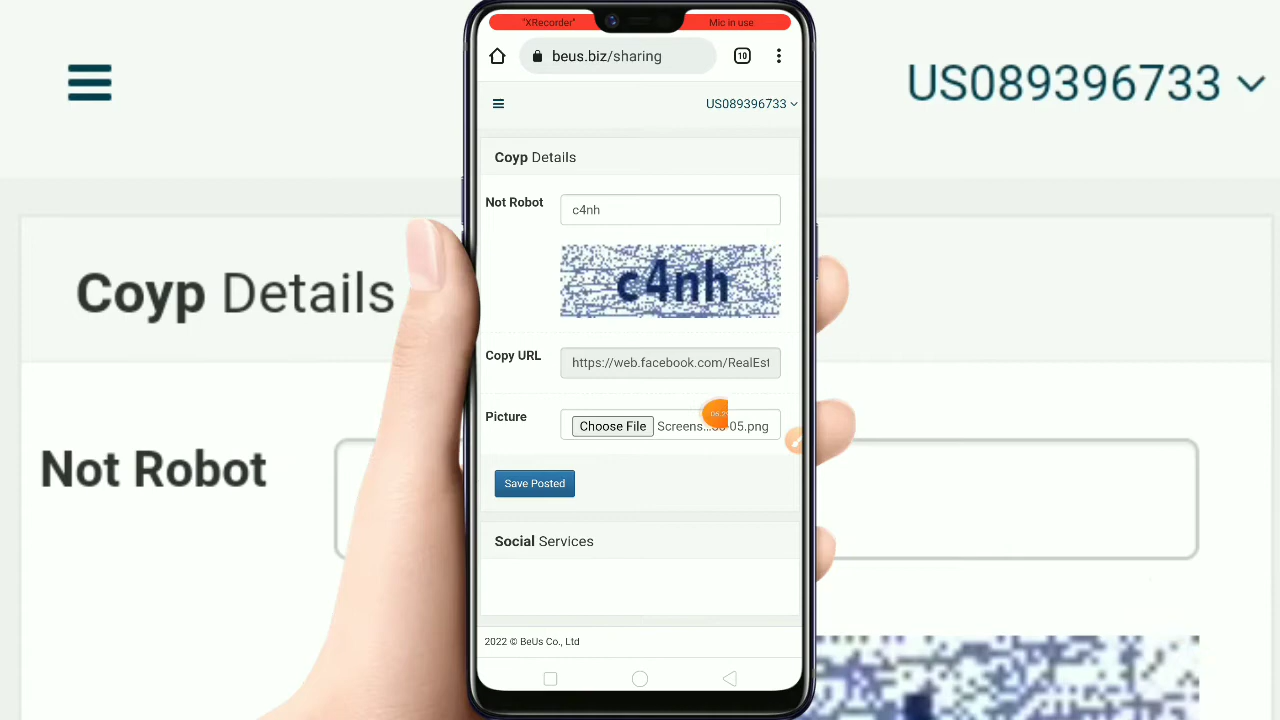 "XRecorder"
Mic in use
beus.biz/sharing
10
US089396733
US089396733
Coyp Details
Coyp Details
Not Robot
c4nh
c4nh
Copy URL
https://web.facebook.com/RealEst
Picture
Choose File Screens...-05.png
Not Robot
Save Posted
Social Services
2022 © BeUs Co., Ltd